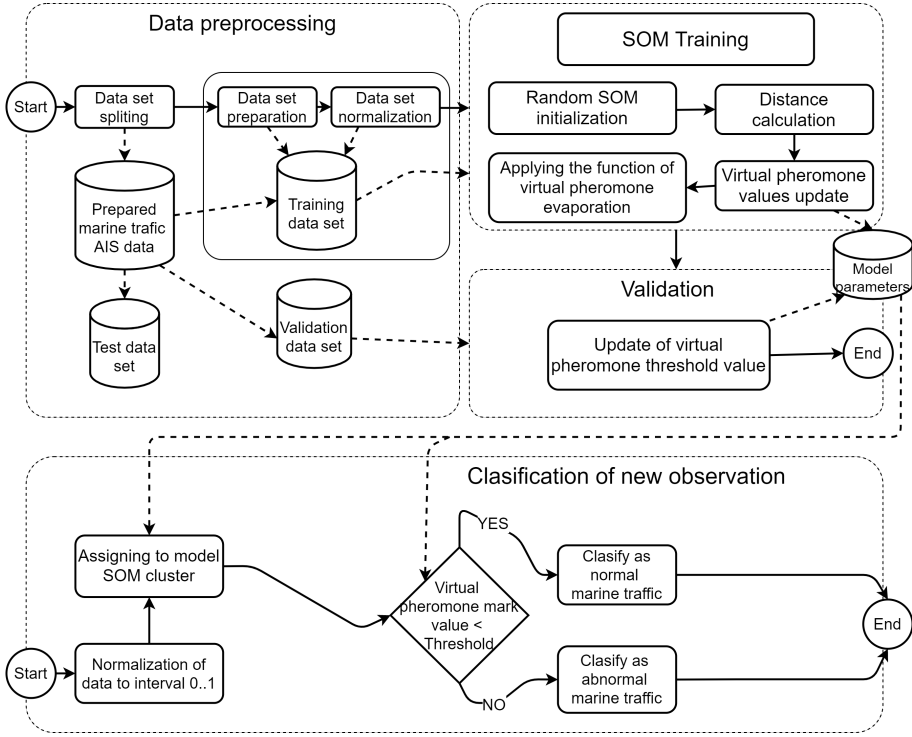 Data preprocessing
Start
Data set
spliting
Data set
preparation
Data set
normalization
Prepared
marine trafic
AIS data
Training
data set
Test data
set
Validation
data set
SOM Training
Random SOM
initialization
Distance
calculation
Applying the function of
virtual pheromone
evaporation
Virtual pheromone
values update
Model
parameters
Validation
Update of virtual
pheromone threshold value
End
Clasification of new observation
Assigning to model
SOM cluster
Start
Normalization of
data to interval 0..1
Virtual
pheromone mark
value <
Threshold
YES
Clasify as
normal
marine traffic
NO
Clasify as
abnormal
marine traffic
End